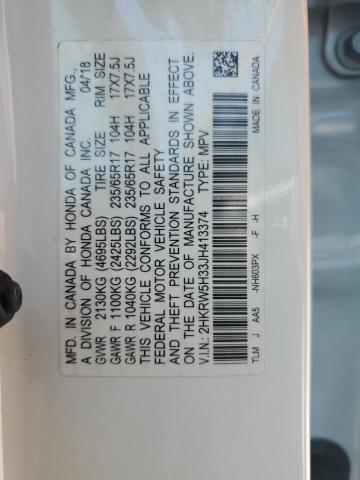 MFD. IN CANADA BY HONDA OF CANADA MFG.,
A DIVISION OF HONDA CANADA INC. 04/18
GVWR 2130KG (4695LBS) TIRE SIZE RIM SIZE
GAWR F 1100KG (2425LBS) 235/65R17 104H 17X7.5J
GAWR R 1040KG (2292LBS) 235/65R17 104H 17X7.5J
THIS VEHICLE CONFORMS TO ALL APPLICABLE
FEDERAL MOTOR VEHICLE SAFETY
AND THEFT PREVENTION STANDARDS IN EFFECT
ON THE DATE OF MANUFACTURE SHOWN ABOVE.
V.I.N.: 2HKRW5H33JH413374 TYPE: MPV
TLM J AA5 -NH603PX -F -H MADE IN CANADA